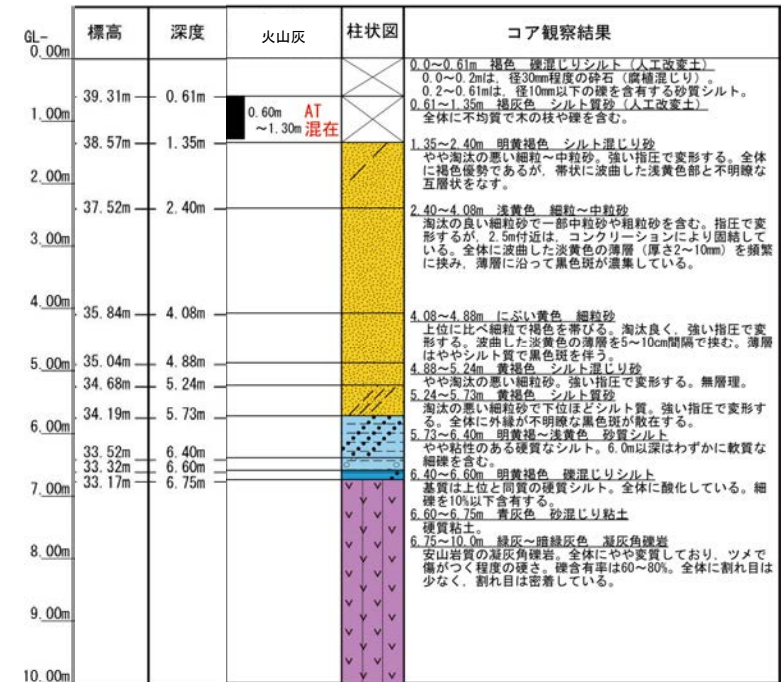 GL-
標高
深度
火山灰
柱状図
コア観察結果
0.00m
1.00m
2.00m
3.00m
4.00m
5.00m
6.00m
7.00m
8.00m
9.00m
10.00m
39.31m
38.57m
37.52m
35.84m
35.04m
34.68m
34.19m
33.52m
33.32m
33.17m
0.61m
1.35m
2.40m
4.08m
4.88m
5.24m
5.73m
6.40m
6.60m
6.75m
0.60m AT
～1.30m 混在
0.0～0.61m 褐色 礫混じりシルト（人工改変土）
0.0～0.2mは，径30mm程度の砕石（腐植混じり）。
0.2～0.61mは，径10mm以下の礫を含有する砂質シルト。
0.61～1.35m 褐灰色 シルト質砂（人工改変土）
全体に不均質で木の枝や礫を含む。
1.35～2.40m 明黄褐色 シルト混じり砂
やや淘汰の悪い細粒～中粒砂。強い指圧で変形する。全体
に褐色優勢であるが，帯状に波曲した浅黄色部と不明瞭な
互層状をなす。
2.40～4.08m 浅黄色 細粒～中粒砂
淘汰の良い細粒砂で一部中粒砂や粗粒砂を含む。指圧で変
形するが，2.5m付近は，コンクリーションにより固結して
いる。全体に波曲した淡黄色の薄層（厚さ2～10mm）を頻繁
に挟み，薄層に沿って黒色斑が濃集している。
4.08～4.88m にぶい黄色 細粒砂
上位に比べ細粒で褐色を帯びる。淘汰良く，強い指圧で変
形する。波曲した淡黄色の薄層を5～10cm間隔で挟む。薄層
はややシルト質で黒色斑を伴う。
4.88～5.24m 黄褐色 シルト混じり砂
やや淘汰の悪い細粒砂。強い指圧で変形する。無層理。
5.24～5.73m 黄褐色 シルト質砂
淘汰の悪い細粒砂で下位ほどシルト質。強い指圧で変形す
る。全体に外縁が不明瞭な黒色斑が散在する。
5.73～6.40m 明黄褐～浅黄色 砂質シルト
やや粘性のある硬質なシルト。6.0m以深はわずかに軟質な
細礫を含む。
6.40～6.60m 明黄褐色 礫混じりシルト
基質は上位と同質の硬質シルト。全体に酸化している。細
礫を10%以下含有する。
6.60～6.75m 青灰色 砂混じり粘土
硬質粘土。
6.75～10.0m 緑灰～暗緑灰色 凝灰角礫岩
安山岩質の凝灰角礫岩。全体にやや変質しており，ツメで
傷がつく程度の硬さ。礫含有率は60～80%。全体に割れ目は
少なく，割れ目は密着している。